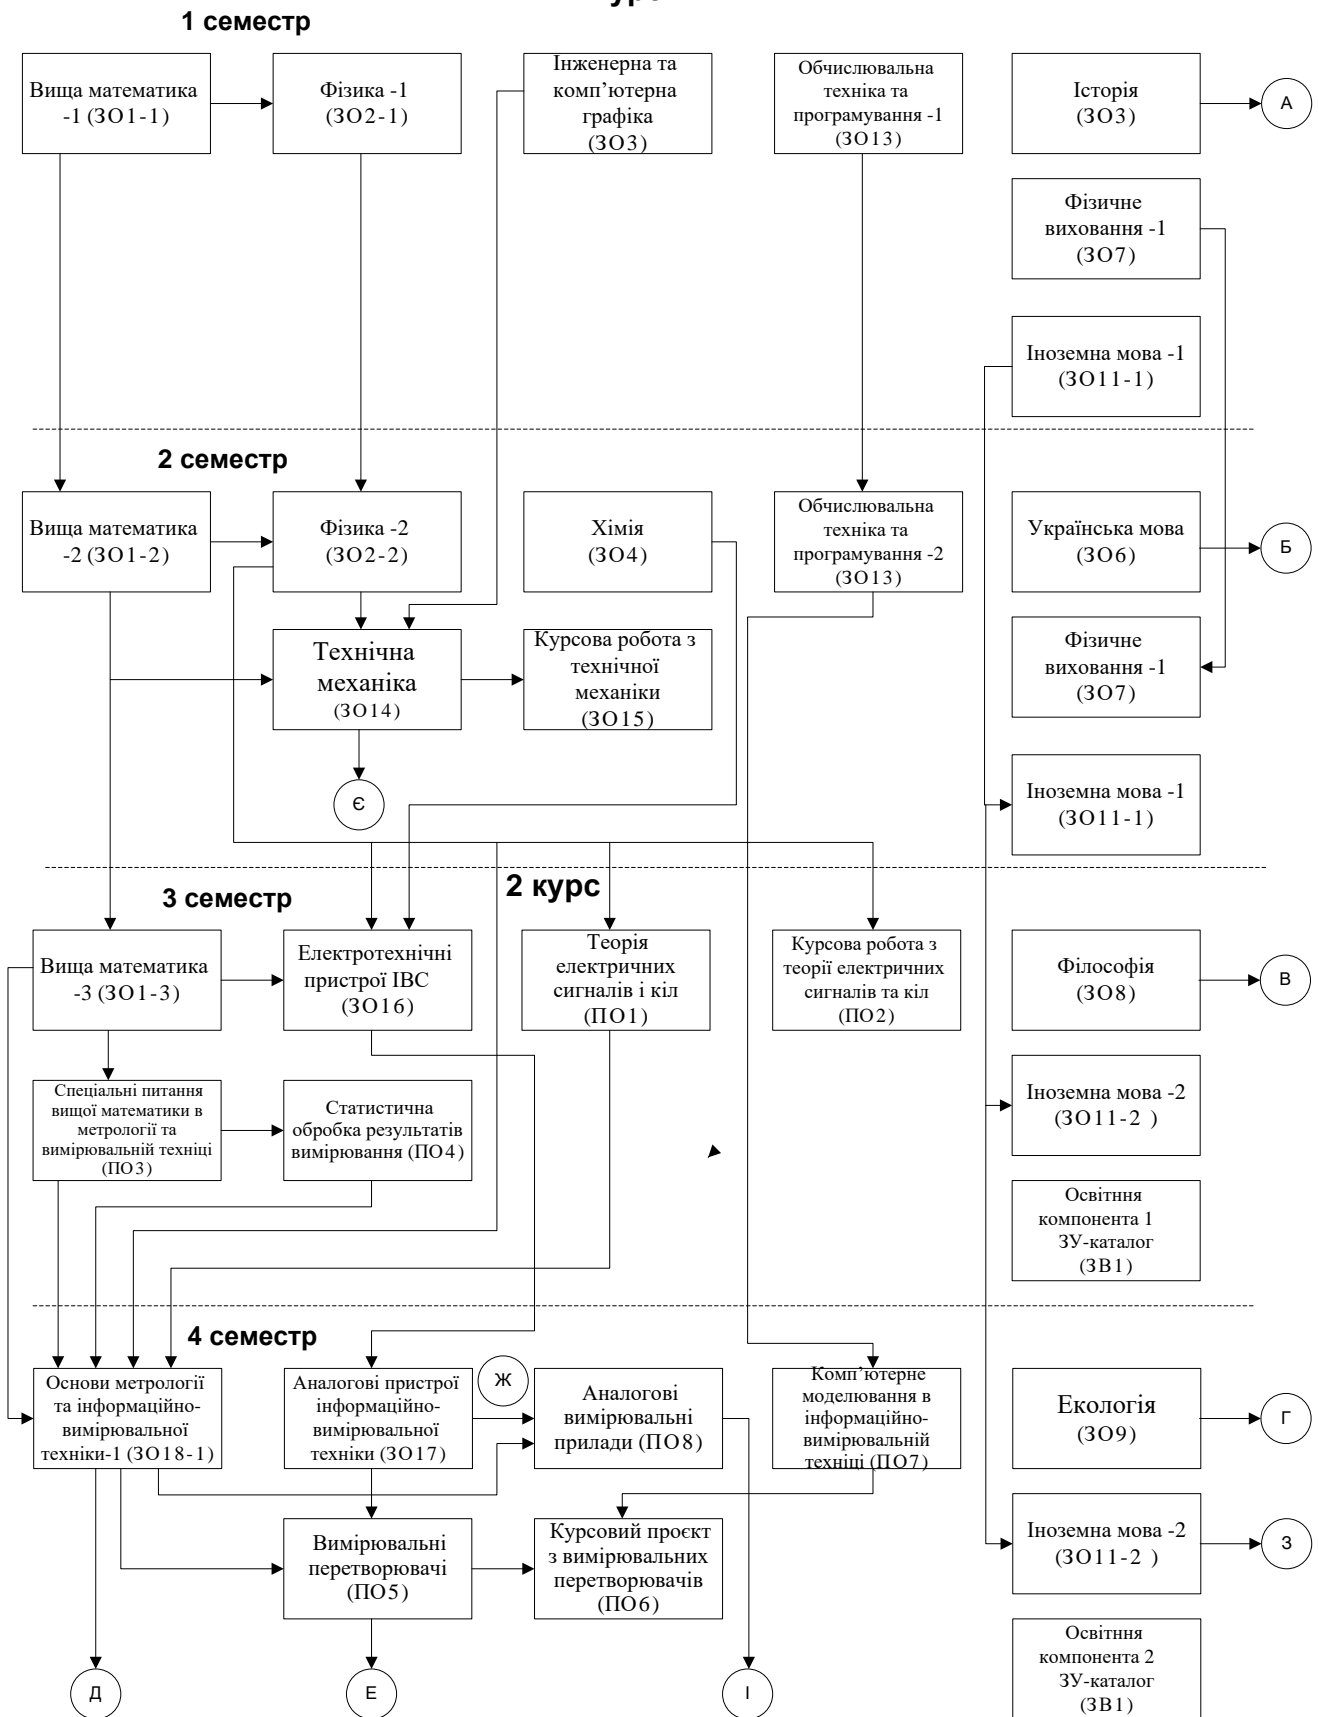 1 семестр
Вища математика
-1 (ЗО1-1)
Фізика -1
(ЗО2-1)
Інженерна та
комп’ютерна
графіка
(ЗО3)
Обчислювальна
техніка та
програмування -1
(ЗО13)
Історія
(ЗО3)
А
Фізичне
виховання -1
(ЗО7)
Іноземна мова -1
(ЗО11-1)
2 семестр
Вища математика
-2 (ЗО1-2)
Фізика -2
(ЗО2-2)
Хімія
(ЗО4)
Обчислювальна
техніка та
програмування -2
(ЗО13)
Українська мова
(ЗО6)
Б
Технічна
механіка
(ЗО14)
Курсова робота з
технічної
механіки
(ЗО15)
Фізичне
виховання -1
(ЗО7)
Є
Іноземна мова -1
(ЗО11-1)
2 курс
3 семестр
Вища математика
-3 (ЗО1-3)
Електротехнічні
пристрої ІВС
(ЗО16)
Теорія
електричних
сигналів і кіл
(ПО1)
Курсова робота з
теорії електричних
сигналів та кіл
(ПО2)
Філософія
(ЗО8)
В
Спеціальні питання
вищої математики в
метрології та
вимірювальній техніці
(ПО3)
Статистична
обробка результатів
вимірювання (ПО4)
Іноземна мова -2
(ЗО11-2 )
Освітння
компонента 1
ЗУ-каталог
(ЗВ1)
4 семестр
Основи метрології
та інформаційно-
вимірювальної
техніки-1 (ЗО18-1)
Аналогові пристрої
інформаційно-
вимірювальної
техніки (ЗО17)
Ж
Аналогові
вимірювальні
прилади (ПО8)
Комп’ютерне
моделювання в
інформаційно-
вимірювальній
техніці (ПО7)
Екологія
(ЗО9)
Г
Вимірювальні
перетворювачі
(ПО5)
Курсовий проєкт
з вимірювальних
перетворювачів
(ПО6)
Іноземна мова -2
(ЗО11-2 )
З
Освітння
компонента 2
ЗУ-каталог
(ЗВ1)
Д
Е
І